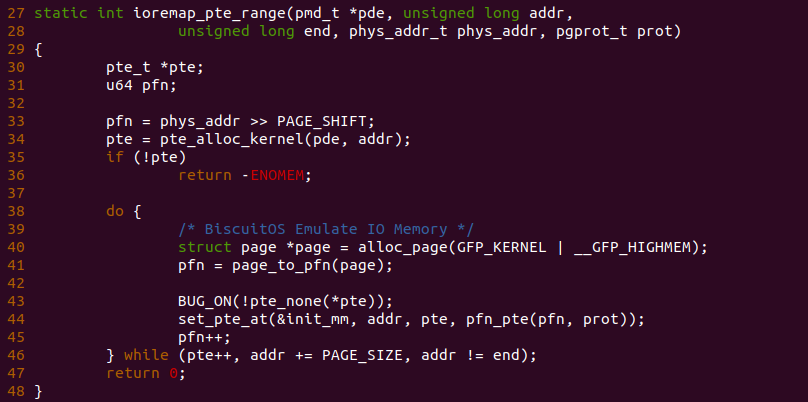 27 static int ioremap_pte_range(pmd_t *pde, unsigned long addr,
28                 unsigned long end, phys_addr_t phys_addr, pgprot_t prot)
29 {
30         pte_t *pte;
31         u64 pfn;
32
33         pfn = phys_addr >> PAGE_SHIFT;
34         pte = pte_alloc_kernel(pde, addr);
35         if (!pte)
36                 return -ENOMEM;
37
38         do {
39                 /* BiscuitOS Emulate IO Memory */
40                 struct page *page = alloc_page(GFP_KERNEL | __GFP_HIGHMEM);
41                 pfn = page_to_pfn(page);
42
43                 BUG_ON(!pte_none(*pte));
44                 set_pte_at(&init_mm, addr, pte, pfn_pte(pfn, prot));
45                 pfn++;
46         } while (pte++, addr += PAGE_SIZE, addr != end);
47         return 0;
48 }